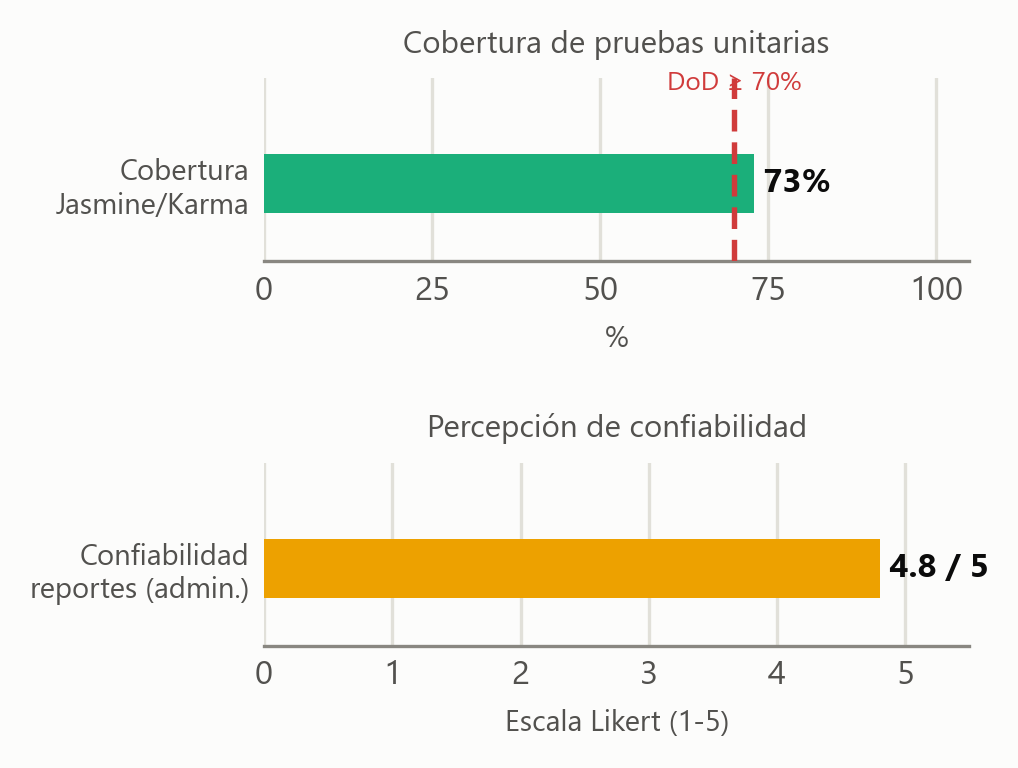 Cobertura de pruebas unitarias
DoD ≥ 70%
Cobertura
Jasmine/Karma
73%
0 25 50 75 100
%
Percepción de confiabilidad
Confiabilidad
reportes (admin.)
4.8 / 5
0 1 2 3 4 5
Escala Likert (1-5)